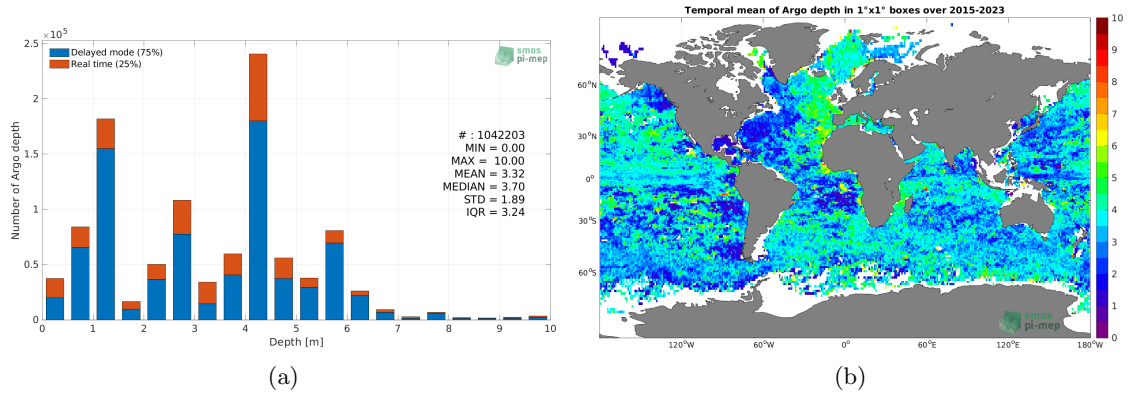 2.5
×10⁵
Delayed mode (75%)
Real time (25%)
smos
pi-mep
2
1.5
1
0.5
0
Number of Argo depth
# : 1042203
MIN = 0.00
MAX = 10.00
MEAN = 3.32
MEDIAN = 3.70
STD = 1.89
IQR = 3.24
0 1 2 3 4 5 6 7 8 9 10
Depth [m]
(a)
Temporal mean of Argo depth in 1°x1° boxes over 2015-2023
60°N
30°N
0°
30°S
60°S
120°W 60°W 0° 60°E 120°E 180°W
smos
pi-mep
10
9
8
7
6
5
4
3
2
1
0
(b)